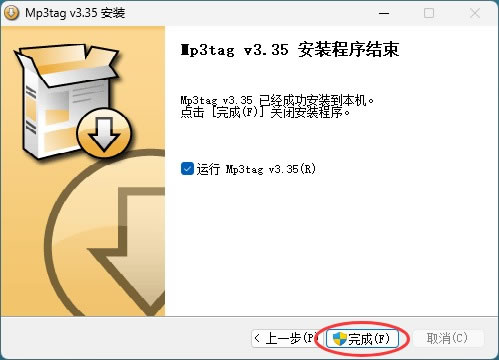 Mp3tag v3.35 安装
Mp3tag v3.35 安装程序结束
Mp3tag v3.35 已经成功安装到本机。
点击 [完成(F)] 关闭安装程序。
运行 Mp3tag v3.35(R)
< 上一步(P)
完成(F)
取消(C)